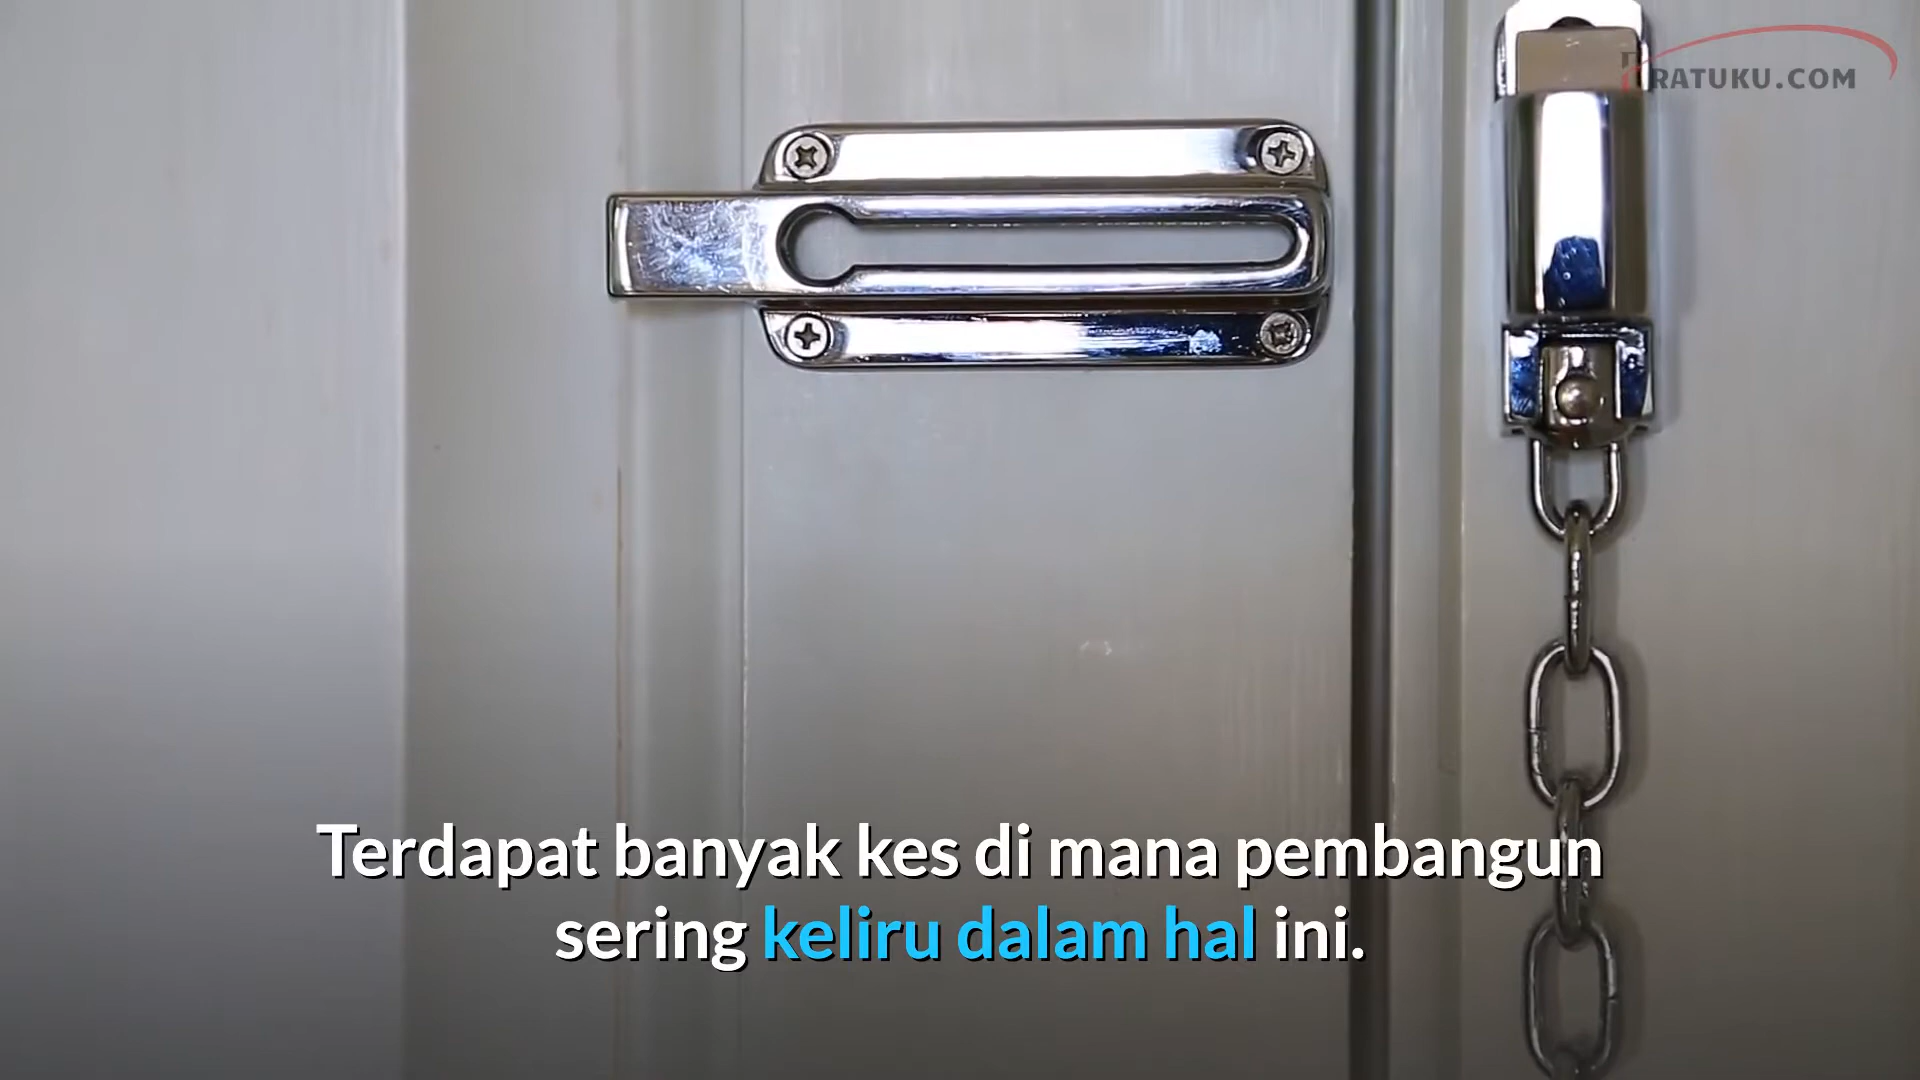 RATUKU.COM
Terdapat banyak kes di mana pembangun
sering keliru dalam hal ini.